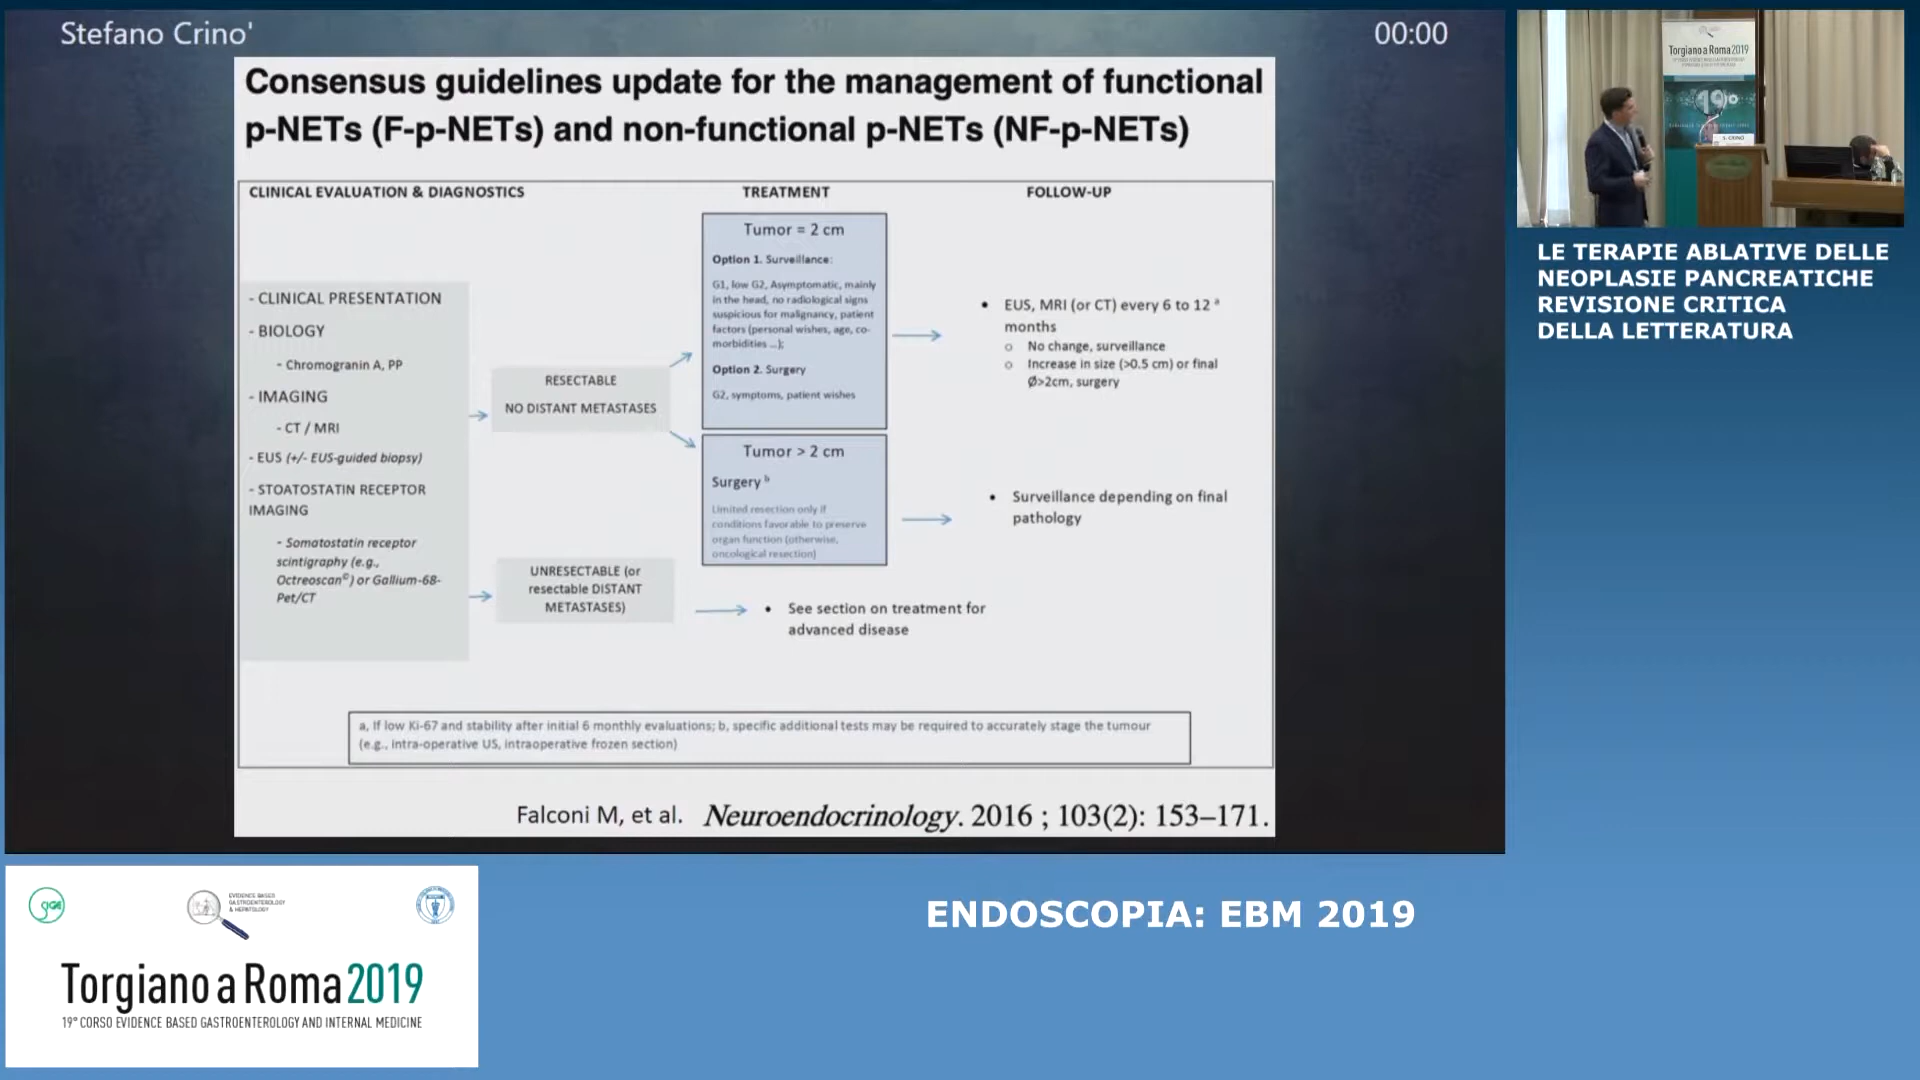 Stefano Crino'
00:00
Consensus guidelines update for the management of functional
p-NETs (F-p-NETs) and non-functional p-NETs (NF-p-NETs)
CLINICAL EVALUATION & DIAGNOSTICS
TREATMENT
FOLLOW-UP
- CLINICAL PRESENTATION
- BIOLOGY
- Chromogranin A, PP
- IMAGING
- CT / MRI
- EUS (+/- EUS-guided biopsy)
- STOATOSTATIN RECEPTOR
IMAGING
- Somatostatin receptor
scintigraphy (e.g.,
Octreoscan©) or Gallium-68-
Pet/CT
RESECTABLE
NO DISTANT METASTASES
UNRESECTABLE (or
resectable DISTANT
METASTASES)
Tumor = 2 cm
Option 1. Surveillance:
G1, low G2, Asymptomatic, mainly
in the head, no radiological signs
suspicious for malignancy, patient
factors (personal wishes, age, co-
morbidities ...);
Option 2. Surgery
G2, symptoms, patient wishes
Tumor > 2 cm
Surgery b
Limited resection only if
conditions favorable to preserve
organ function (otherwise,
oncological resection)
• EUS, MRI (or CT) every 6 to 12 a
months
o No change, surveillance
o Increase in size (>0.5 cm) or final
Ø>2cm, surgery
• Surveillance depending on final
pathology
• See section on treatment for
advanced disease
a, If low Ki-67 and stability after initial 6 monthly evaluations; b, specific additional tests may be required to accurately stage the tumour
(e.g., intra-operative US, intraoperative frozen section)
Falconi M, et al. Neuroendocrinology. 2016 ; 103(2): 153–171.
Torgiano a Roma 2019
19°
S. CRINO'
LE TERAPIE ABLATIVE DELLE
NEOPLASIE PANCREATICHE
REVISIONE CRITICA
DELLA LETTERATURA
EVIDENCE BASED
GASTROENTEROLOGY
& HEPATOLOGY
Torgiano a Roma 2019
19° CORSO EVIDENCE BASED GASTROENTEROLOGY AND INTERNAL MEDICINE
ENDOSCOPIA: EBM 2019